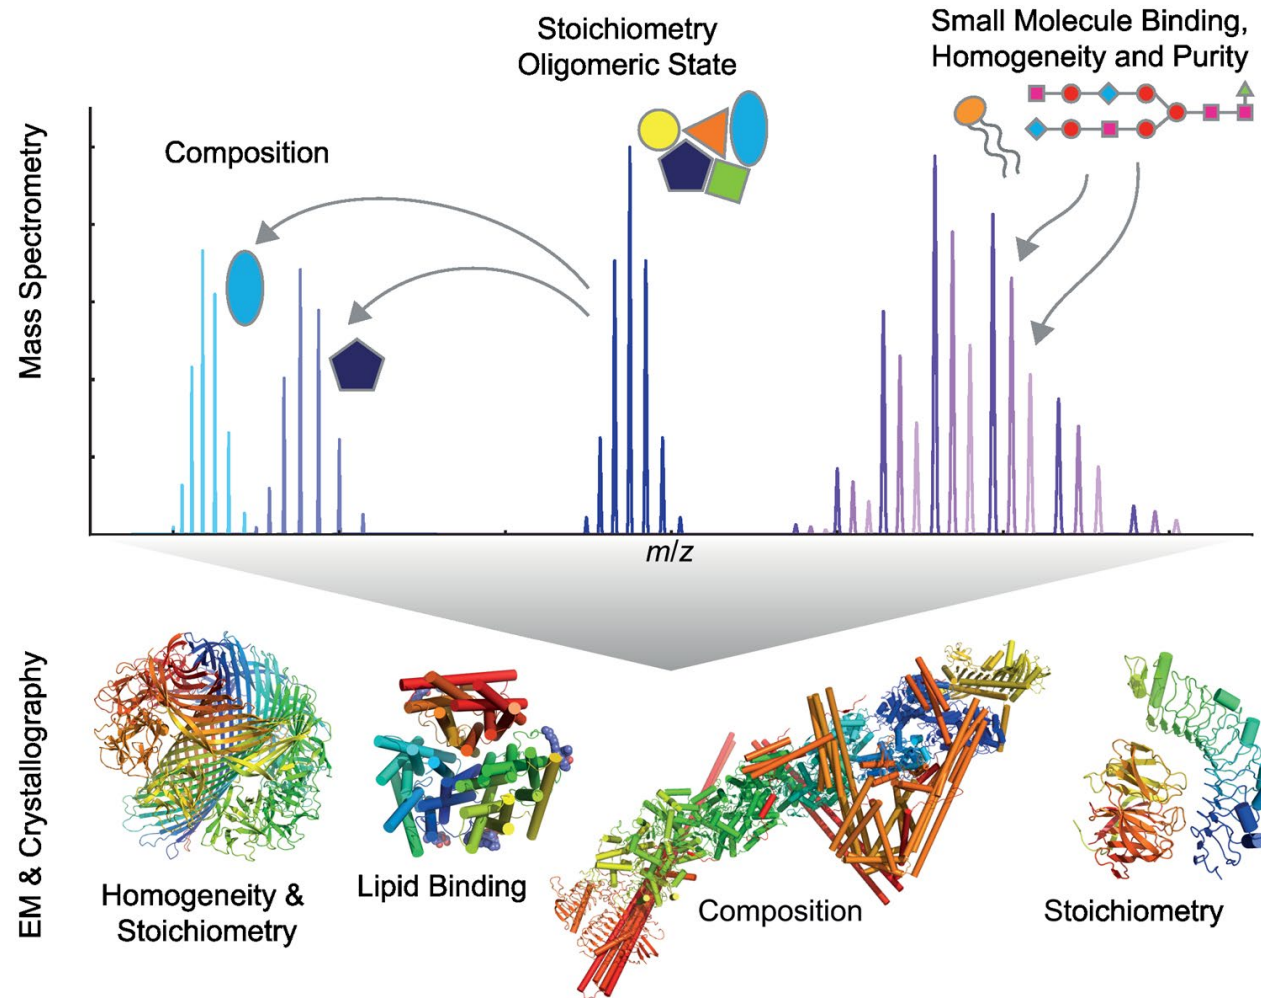 Stoichiometry
Oligomeric State
Small Molecule Binding,
Homogeneity and Purity
Composition
Mass Spectrometry
m/z
EM & Crystallography
Homogeneity &
Stoichiometry
Lipid Binding
Composition
Stoichiometry